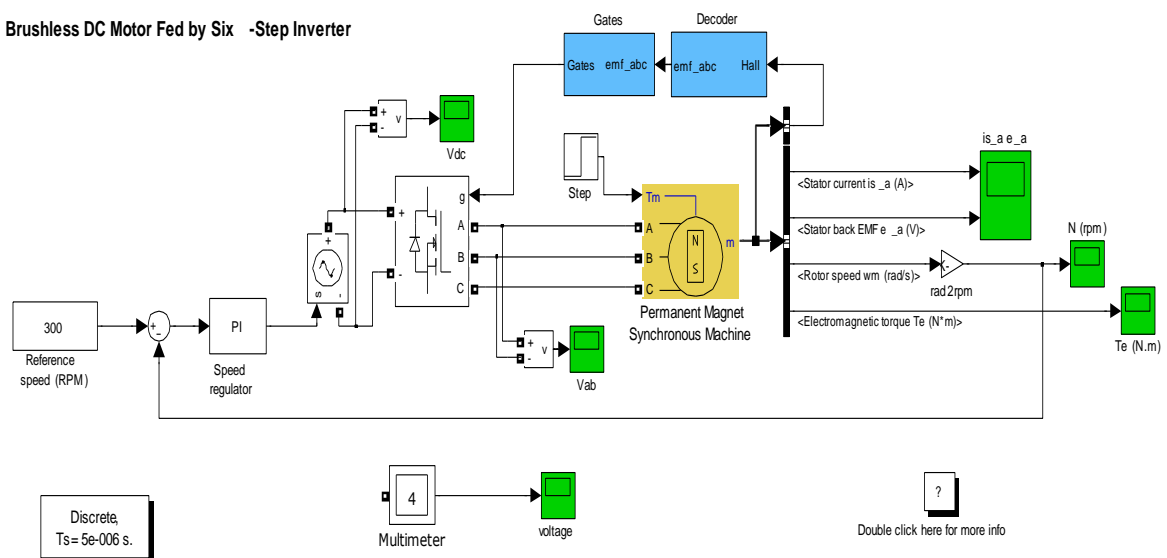 Brushless DC Motor Fed by Six -Step Inverter
Gates
Decoder
Gates
emf_abc
emf_abc
Hall
+
-
v
Vdc
Step
g
+
-
A
B
C
+
s
-
Tm
A
B
C
N
S
m
Permanent Magnet
Synchronous Machine
is_a e_a
<Stator current is _a (A)>
<Stator back EMF e _a (V)>
<Rotor speed wm (rad/s)>
<Electromagnetic torque Te (N*m)>
rad2rpm
N (rpm)
Te (N.m)
300
Reference
speed (RPM)
+
-
PI
Speed
regulator
+
-
v
Vab
Discrete,
Ts= 5e-006 s.
4
Multimeter
voltage
?
Double click here for more info